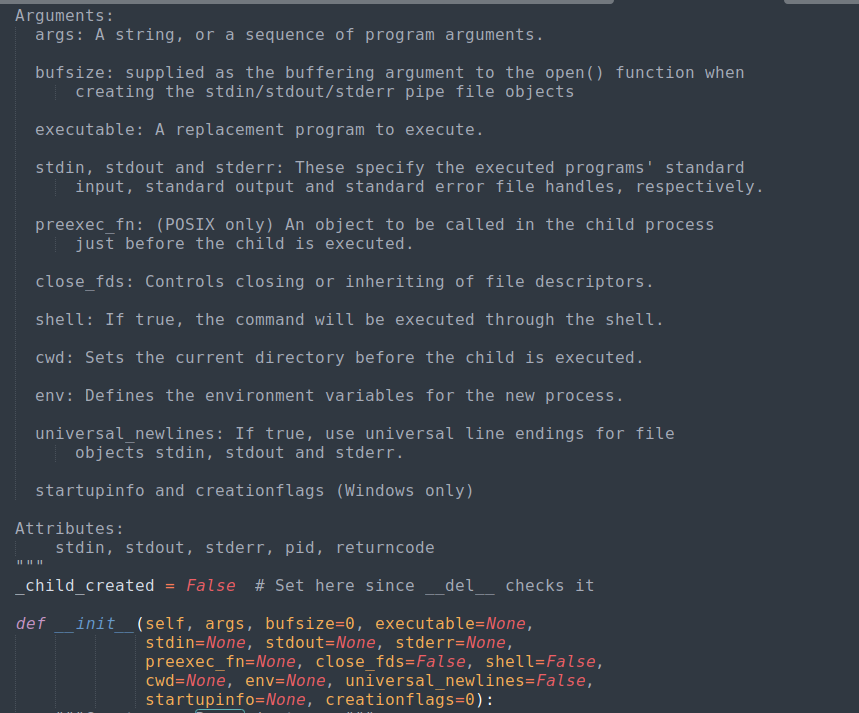 Arguments:
args: A string, or a sequence of program arguments.
bufsize: supplied as the buffering argument to the open() function when
creating the stdin/stdout/stderr pipe file objects
executable: A replacement program to execute.
stdin, stdout and stderr: These specify the executed programs' standard
input, standard output and standard error file handles, respectively.
preexec_fn: (POSIX only) An object to be called in the child process
just before the child is executed.
close_fds: Controls closing or inheriting of file descriptors.
shell: If true, the command will be executed through the shell.
cwd: Sets the current directory before the child is executed.
env: Defines the environment variables for the new process.
universal_newlines: If true, use universal line endings for file
objects stdin, stdout and stderr.
startupinfo and creationflags (Windows only)
Attributes:
stdin, stdout, stderr, pid, returncode
"""
_child_created = False  # Set here since __del__ checks it
def __init__(self, args, bufsize=0, executable=None,
stdin=None, stdout=None, stderr=None,
preexec_fn=None, close_fds=False, shell=False,
cwd=None, env=None, universal_newlines=False,
startupinfo=None, creationflags=0):